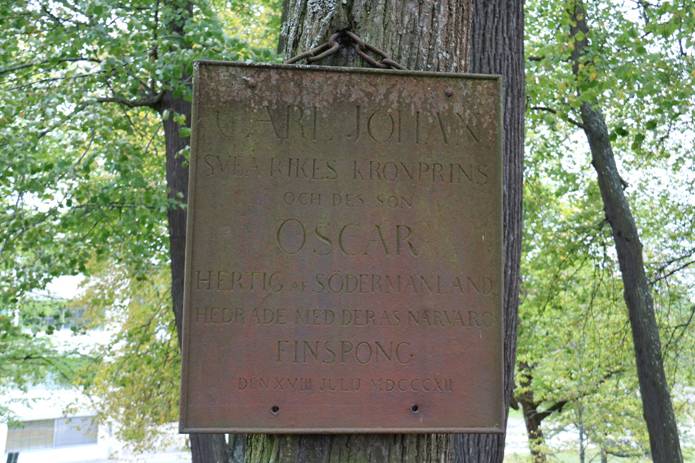 CARL JOHAN
SVEA RIKES KRONPRINS
OCH DES SON
OSCAR
HERTIG AF SÖDERMANLAND
HEDRADE MED DERAS NÄRVARO
FINSPONG
DEN XVIII JULIJ MDCCCXII